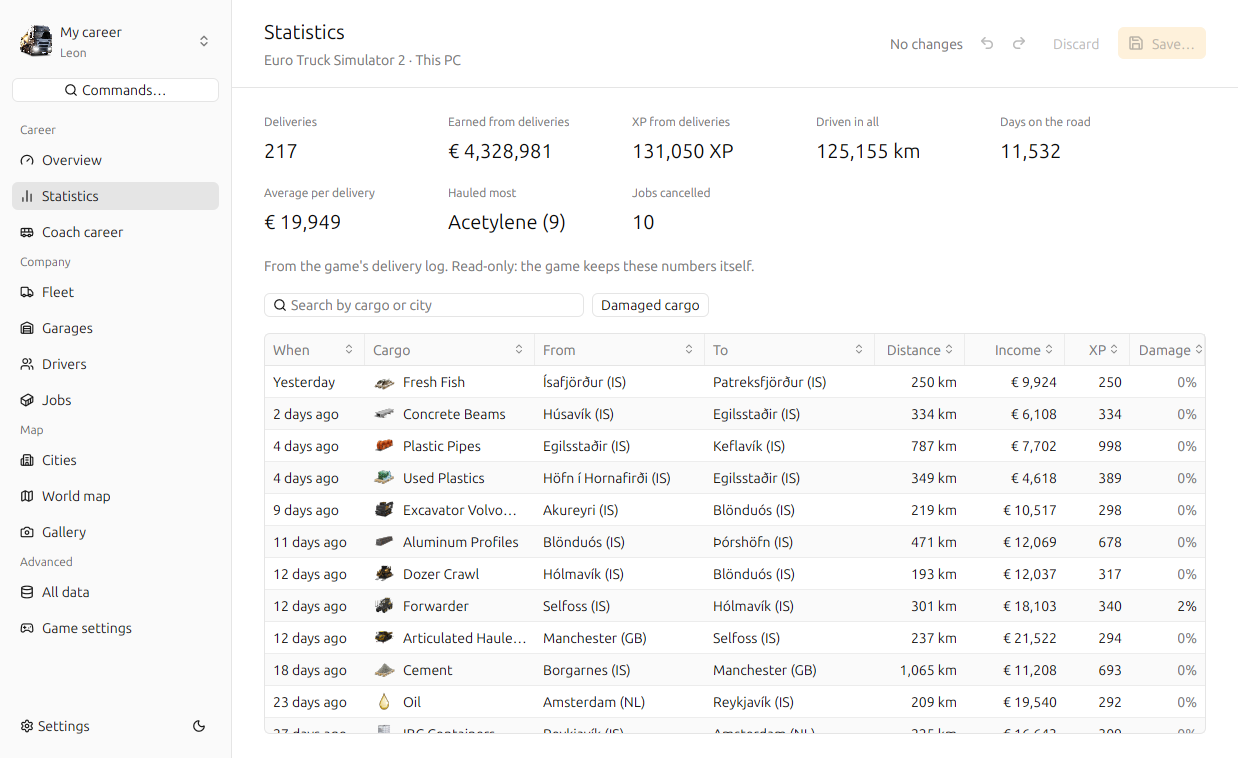 My career
Leon
Commands…
Career
Overview
Statistics
Coach career
Company
Fleet
Garages
Drivers
Jobs
Map
Cities
World map
Gallery
Advanced
All data
Game settings
Settings
Statistics
Euro Truck Simulator 2 · This PC
No changes
Discard
Save…
Deliveries
217
Earned from deliveries
€ 4,328,981
XP from deliveries
131,050 XP
Driven in all
125,155 km
Days on the road
11,532
Average per delivery
€ 19,949
Hauled most
Acetylene (9)
Jobs cancelled
10
From the game's delivery log. Read-only: the game keeps these numbers itself.
Search by cargo or city
Damaged cargo
When Cargo From To Distance Income XP Damage
Yesterday Fresh Fish Ísafjörður (IS) Patreksfjörður (IS) 250 km € 9,924 250 0%
2 days ago Concrete Beams Húsavík (IS) Egilsstaðir (IS) 334 km € 6,108 334 0%
4 days ago Plastic Pipes Egilsstaðir (IS) Keflavík (IS) 787 km € 7,702 998 0%
4 days ago Used Plastics Höfn í Hornafirði (IS) Egilsstaðir (IS) 349 km € 4,618 389 0%
9 days ago Excavator Volvo… Akureyri (IS) Blönduós (IS) 219 km € 10,517 298 0%
11 days ago Aluminum Profiles Blönduós (IS) Þórshöfn (IS) 471 km € 12,069 678 0%
12 days ago Dozer Crawl Hólmavík (IS) Blönduós (IS) 193 km € 12,037 317 0%
12 days ago Forwarder Selfoss (IS) Hólmavík (IS) 301 km € 18,103 340 2%
12 days ago Articulated Haule… Manchester (GB) Selfoss (IS) 237 km € 21,522 294 0%
18 days ago Cement Borgarnes (IS) Manchester (GB) 1,065 km € 11,208 693 0%
23 days ago Oil Amsterdam (NL) Reykjavík (IS) 209 km € 19,540 292 0%
27 days ago IBC Containers Reykjavík (IS) Amsterdam (NL)